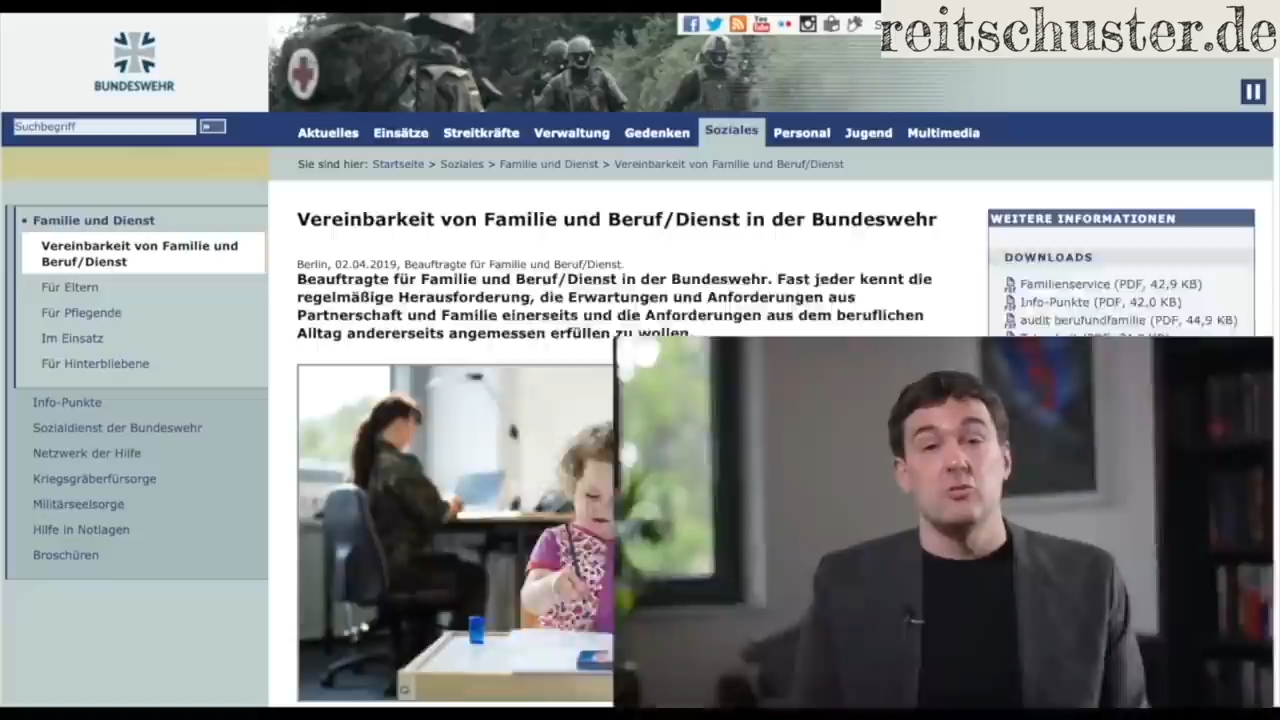 reitschuster.de
BUNDESWEHR
You
Suchbegriff
Aktuelles Einsätze Streitkräfte Verwaltung Gedenken Soziales Personal Jugend Multimedia
Sie sind hier: Startseite > Soziales > Familie und Dienst > Vereinbarkeit von Familie und Beruf/Dienst
• Familie und Dienst
Vereinbarkeit von Familie und
Beruf/Dienst
Für Eltern
Für Pflegende
Im Einsatz
Für Hinterbliebene
Info-Punkte
Sozialdienst der Bundeswehr
Netzwerk der Hilfe
Kriegsgräberfürsorge
Militärseelsorge
Hilfe in Notlagen
Broschüren
Vereinbarkeit von Familie und Beruf/Dienst in der Bundeswehr
Berlin, 02.04.2019, Beauftragte für Familie und Beruf/Dienst.
Beauftragte für Familie und Beruf/Dienst in der Bundeswehr. Fast jeder kennt die
regelmäßige Herausforderung, die Erwartungen und Anforderungen aus
Partnerschaft und Familie einerseits und die Anforderungen aus dem beruflichen
Alltag andererseits angemessen erfüllen zu wollen.
WEITERE INFORMATIONEN
DOWNLOADS
Familienservice (PDF, 42,9 KB)
Info-Punkte (PDF, 42,0 KB)
audit berufundfamilie (PDF, 44,9 KB)